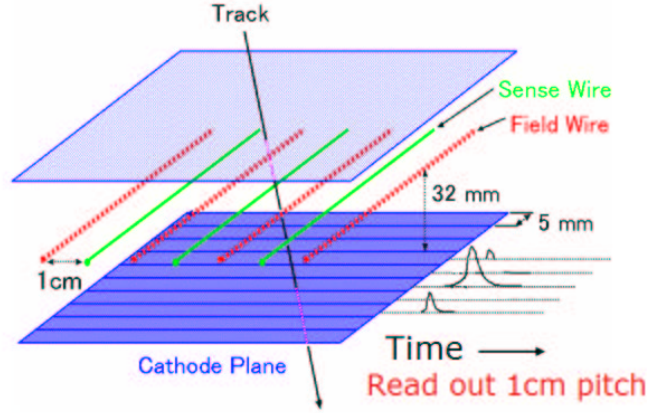 Track
Sense Wire
Field Wire
32 mm
5 mm
1cm
Cathode Plane
Time
Read out 1cm pitch